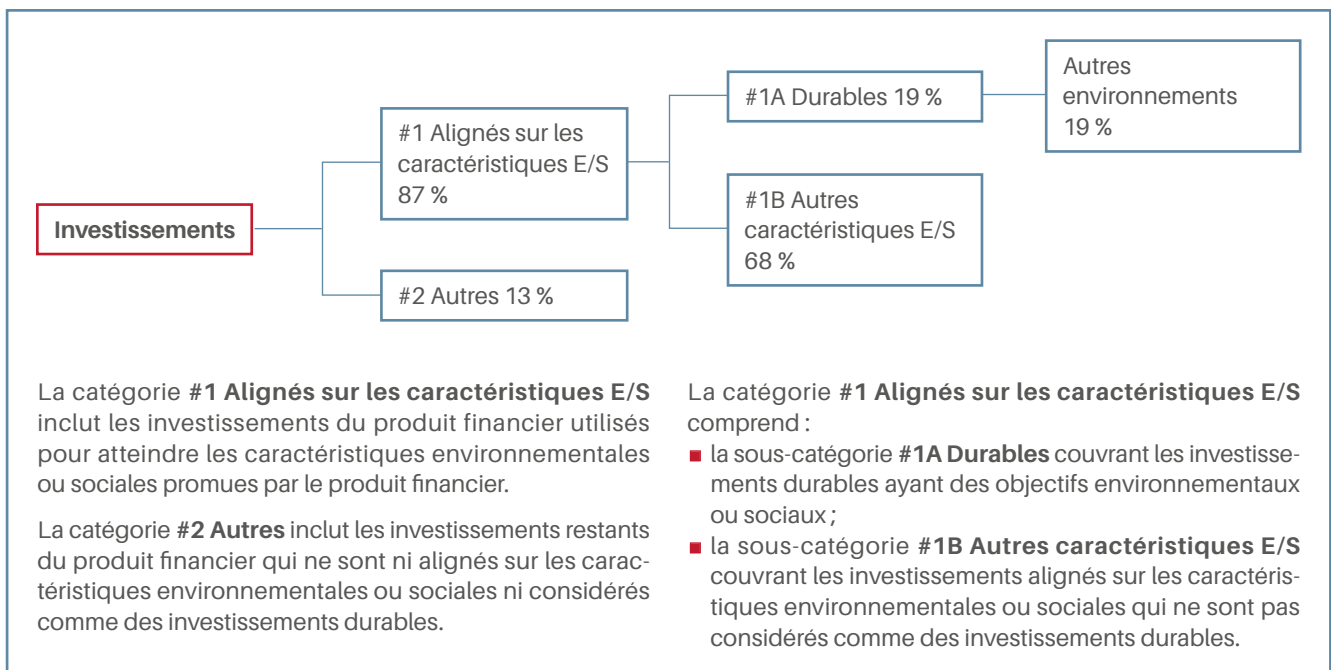 Investissements
#1 Alignés sur les
caractéristiques E/S
87 %
#2 Autres 13 %
#1A Durables 19 %
#1B Autres
caractéristiques E/S
68 %
Autres
environnements
19 %
La catégorie #1 Alignés sur les caractéristiques E/S
inclut les investissements du produit financier utilisés
pour atteindre les caractéristiques environnementales
ou sociales promues par le produit financier.
La catégorie #2 Autres inclut les investissements restants
du produit financier qui ne sont ni alignés sur les carac-
téristiques environnementales ou sociales ni considérés
comme des investissements durables.
La catégorie #1 Alignés sur les caractéristiques E/S
comprend :
■ la sous-catégorie #1A Durables couvrant les investisse-
ments durables ayant des objectifs environnementaux
ou sociaux ;
■ la sous-catégorie #1B Autres caractéristiques E/S
couvrant les investissements alignés sur les caractéris-
tiques environnementales ou sociales qui ne sont pas
considérés comme des investissements durables.